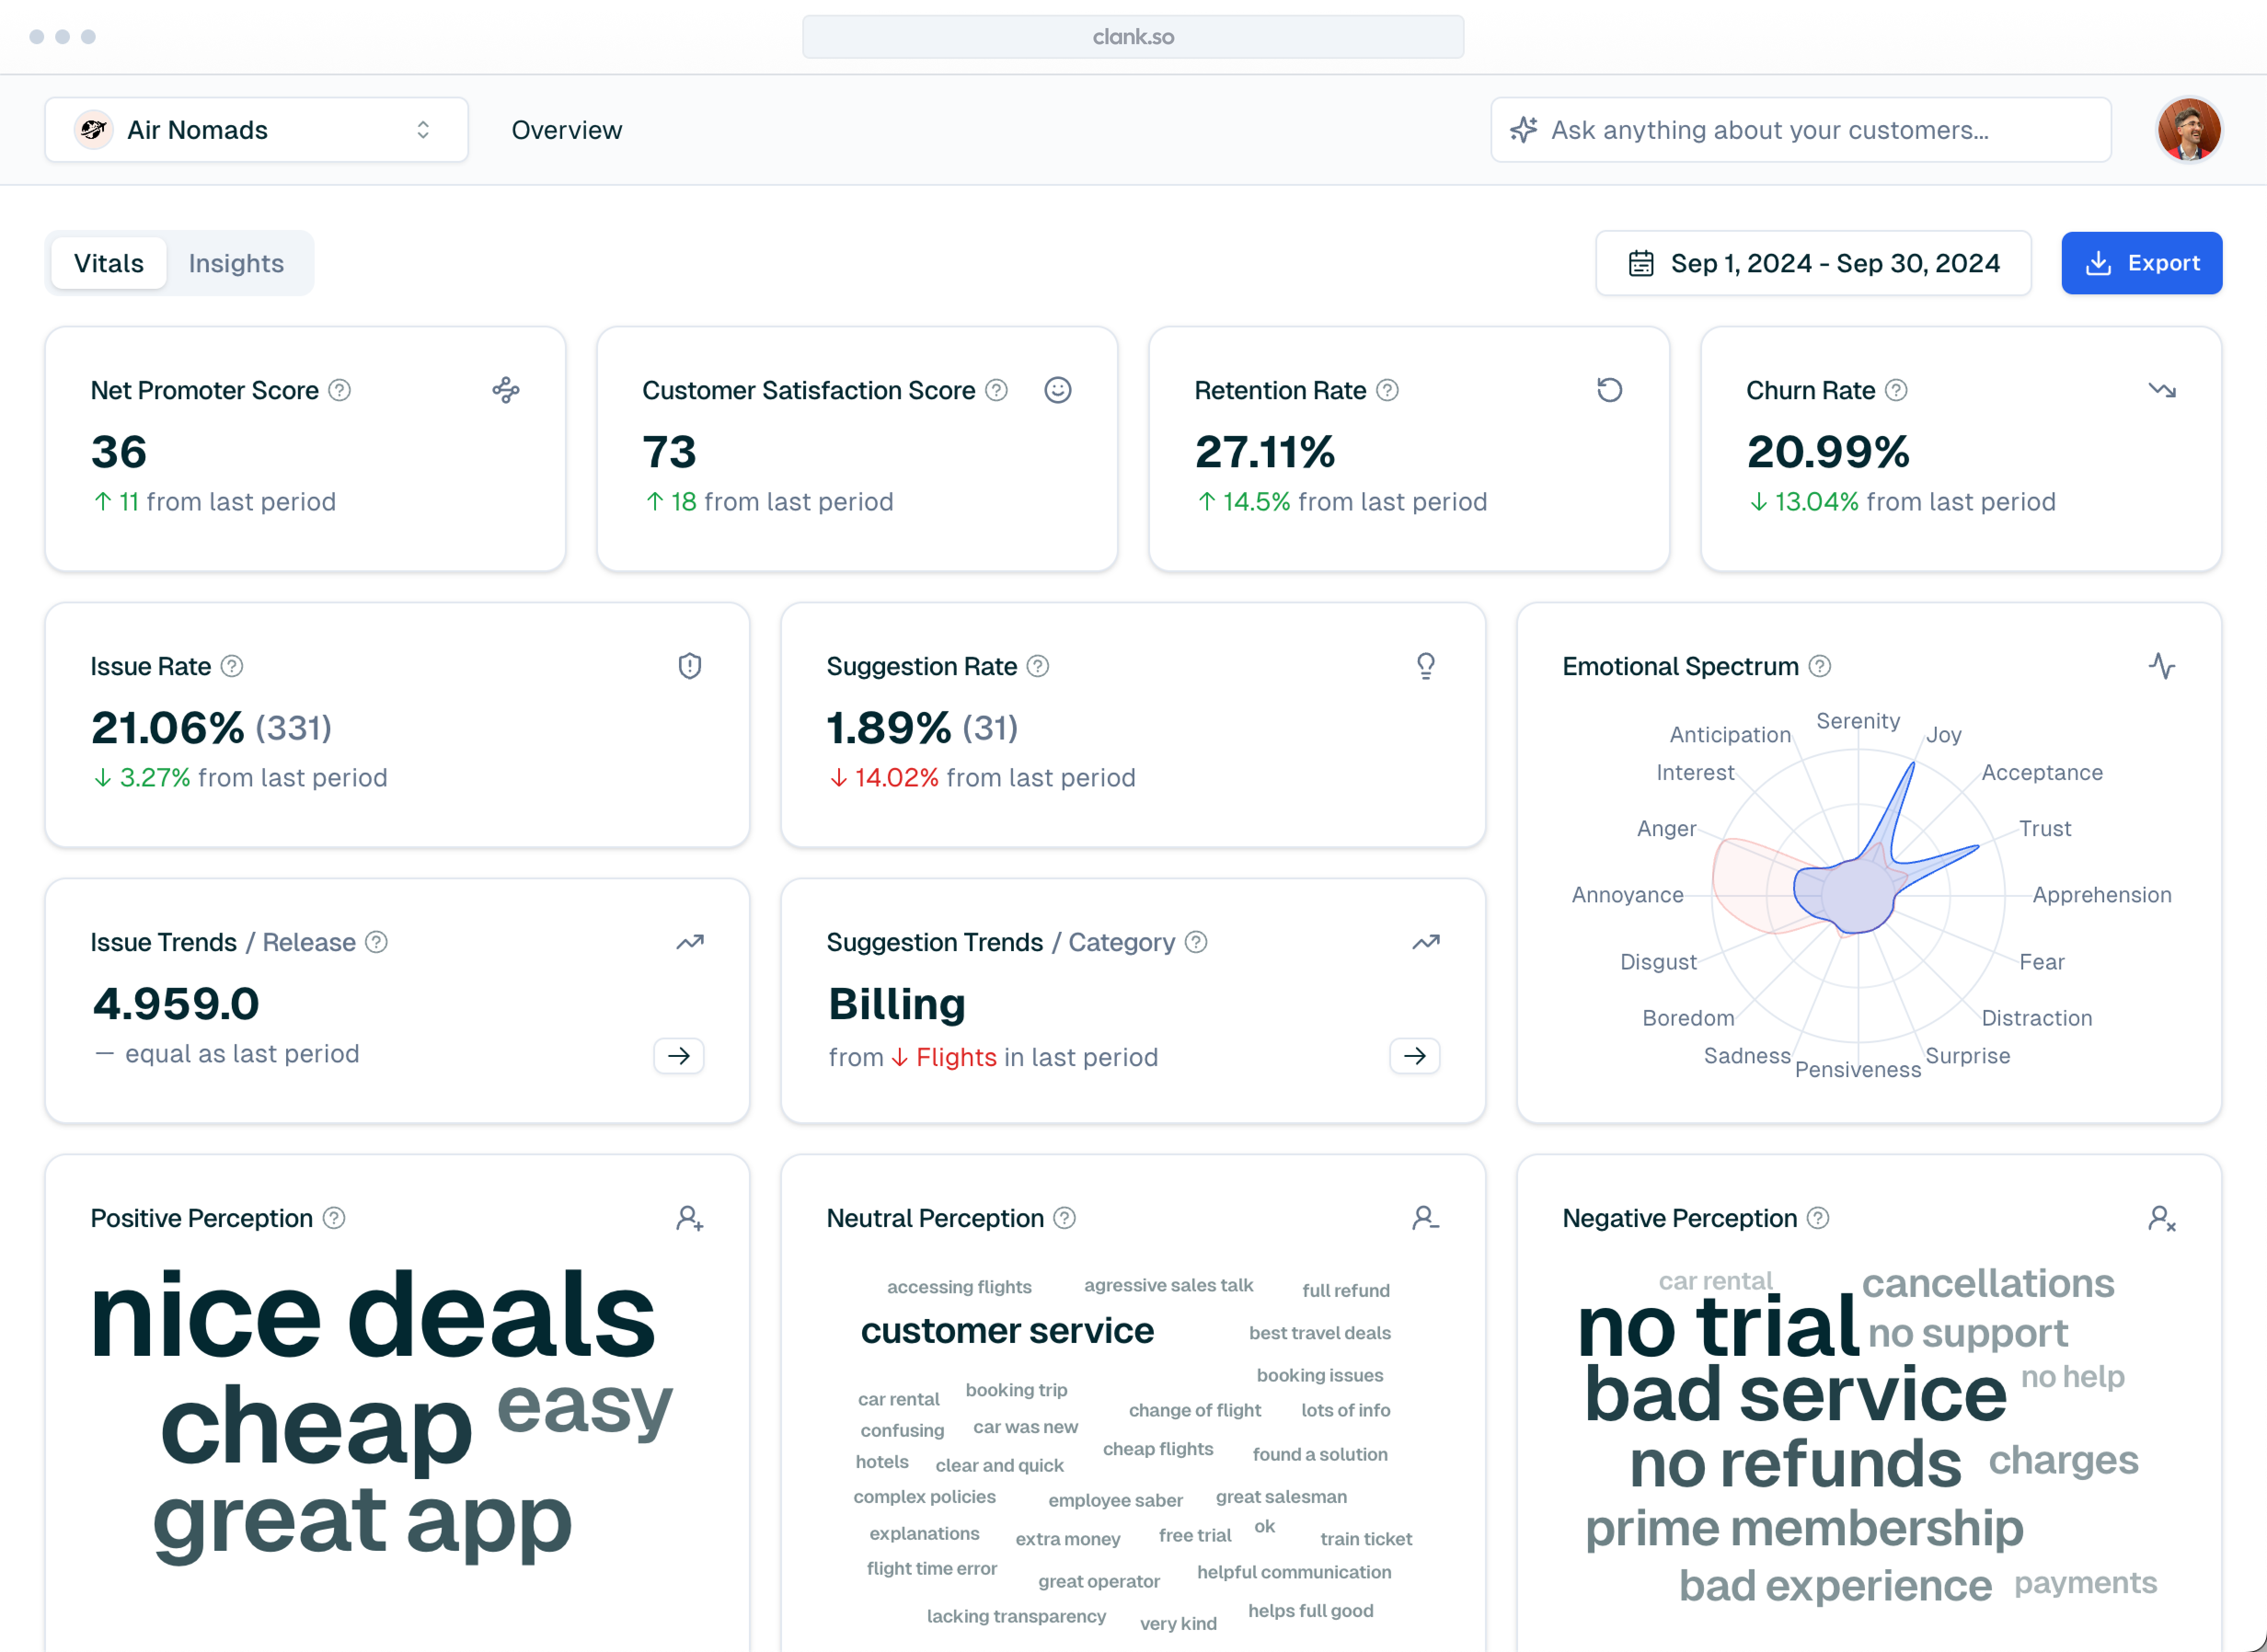 clank.so
Air Nomads
Overview
Ask anything about your customers...
Vitals
Insights
Sep 1, 2024 - Sep 30, 2024
Export
Net Promoter Score
36
↑ 11 from last period
Customer Satisfaction Score
73
↑ 18 from last period
Retention Rate
27.11%
↑ 14.5% from last period
Churn Rate
20.99%
↓ 13.04% from last period
Issue Rate
21.06% (331)
↓ 3.27% from last period
Suggestion Rate
1.89% (31)
↓ 14.02% from last period
Emotional Spectrum
Serenity
Joy
Acceptance
Trust
Apprehension
Fear
Distraction
Surprise
Pensiveness
Sadness
Boredom
Disgust
Annoyance
Anger
Interest
Anticipation
Issue Trends / Release
4.959.0
— equal as last period
Suggestion Trends / Category
Billing
from ↓ Flights in last period
Positive Perception
nice deals
cheap
easy
great app
Neutral Perception
accessing flights
agressive sales talk
full refund
customer service
best travel deals
booking issues
car rental
booking trip
change of flight
lots of info
confusing
car was new
cheap flights
found a solution
hotels
clear and quick
complex policies
employee saber
great salesman
explanations
extra money
free trial
ok
train ticket
flight time error
great operator
helpful communication
lacking transparency
very kind
helps full good
Negative Perception
car rental
cancellations
no trial
no support
bad service
no help
no refunds
charges
prime membership
bad experience
payments